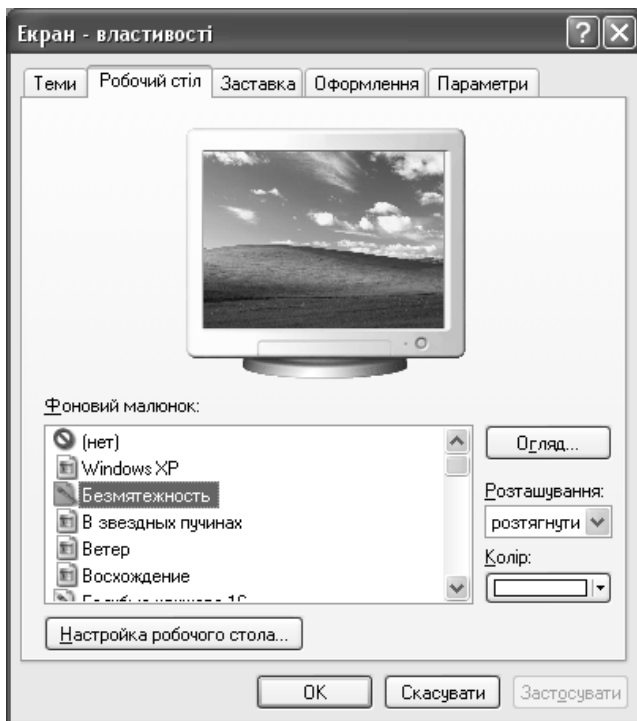 Екран - властивості
Теми Робочий стіл Заставка Оформлення Параметри
Фоновий малюнок:
(нет)
Windows XP
Безмятежность
В звездных пучинах
Ветер
Восхождение
Огляд...
Розташування:
розтягнути
Колір:
Настройка робочого стола...
ОК Скасувати Застосувати